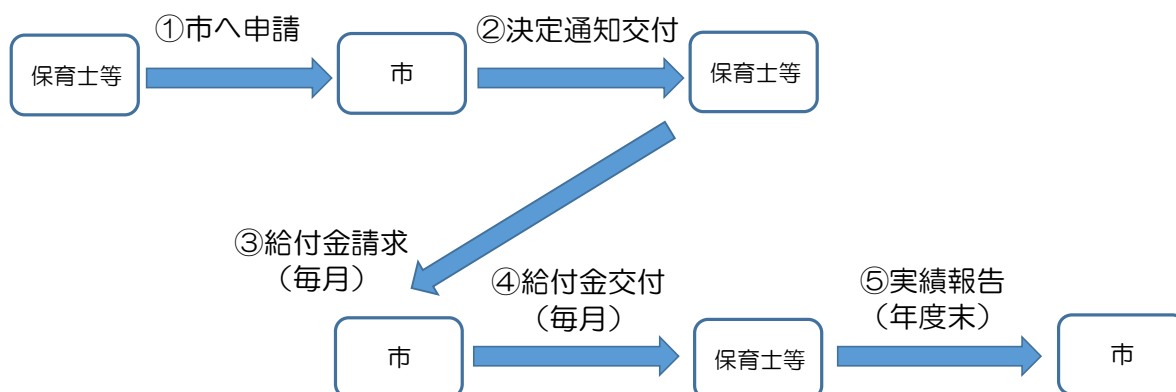 ①市へ申請
②決定通知交付
保育士等
市
保育士等
③給付金請求
（毎月）
④給付金交付
（毎月）
⑤実績報告
（年度末）
市
保育士等
市